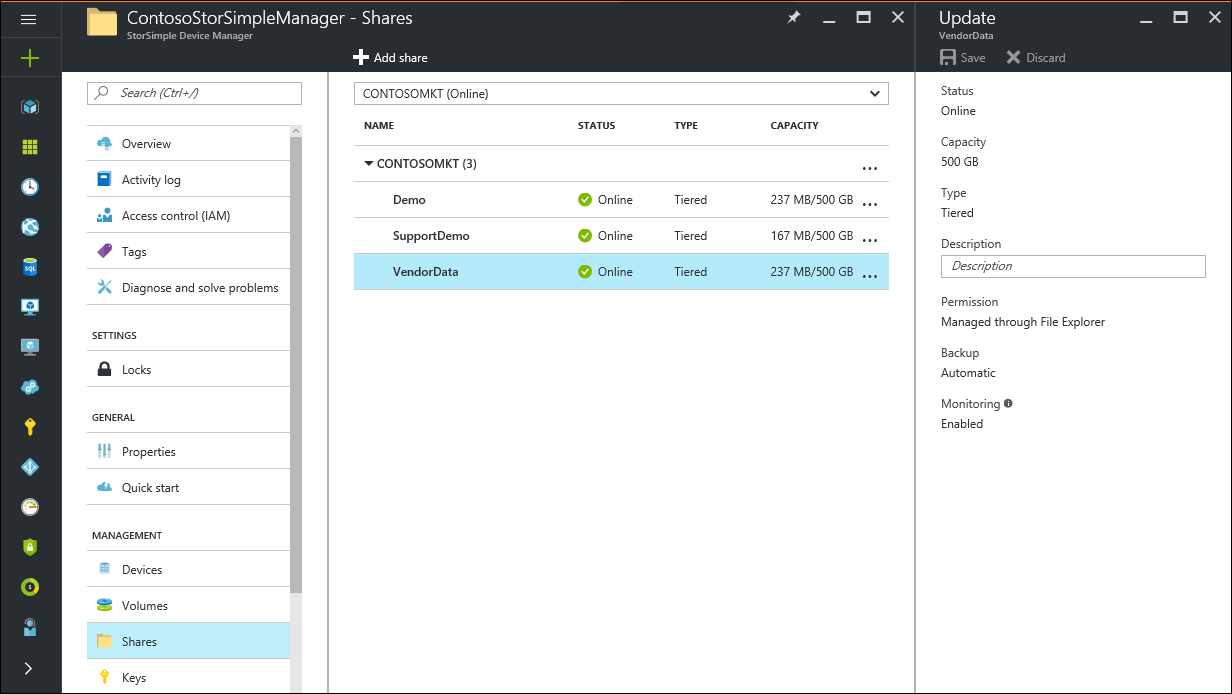 ContosoStorSimpleManager - Shares
StorSimple Device Manager
Add share
Search (Ctrl+/)
Overview
Activity log
Access control (IAM)
Tags
Diagnose and solve problems
SETTINGS
Locks
GENERAL
Properties
Quick start
MANAGEMENT
Devices
Volumes
Shares
Keys
CONTOSOMKT (Online)
NAME STATUS TYPE CAPACITY
CONTOSOMKT (3) ...
Demo Online Tiered 237 MB/500 GB ...
SupportDemo Online Tiered 167 MB/500 GB ...
VendorData Online Tiered 237 MB/500 GB ...
Update
VendorData
Save Discard
Status
Online
Capacity
500 GB
Type
Tiered
Description
Description
Permission
Managed through File Explorer
Backup
Automatic
Monitoring
Enabled
SQL